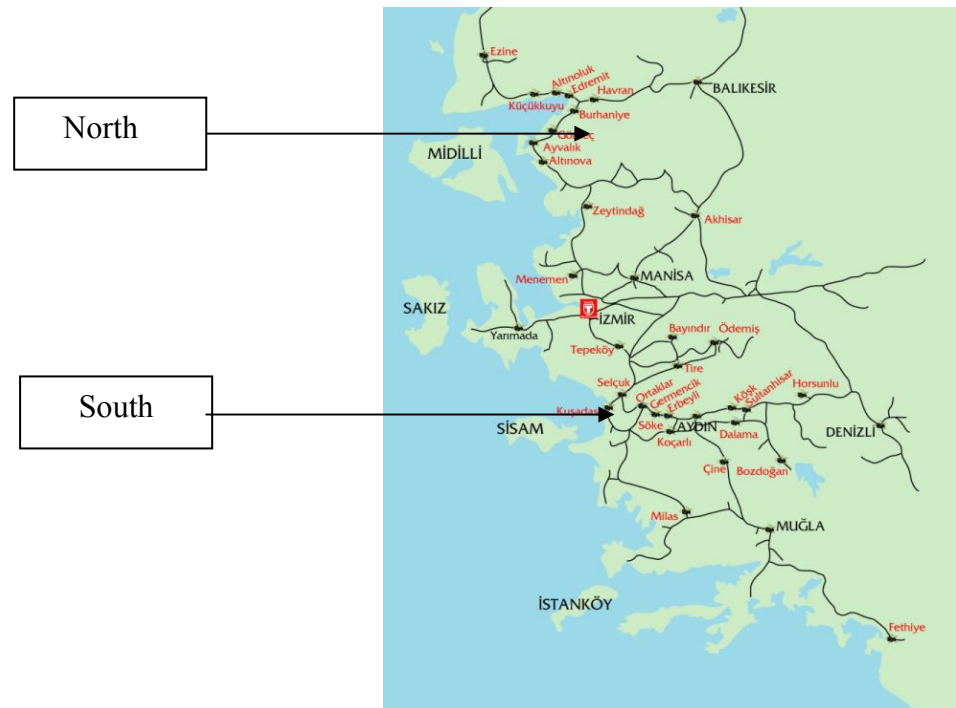 Ezine
Altınoluk
Edremit
Havran
BALIKESİR
Küçükkuyu
Burhaniye
North
Ayvalık
MİDİLLİ
Altınova
Zeytindağ
Akhisar
Menemen
MANİSA
SAKIZ
İZMİR
Yarımada
Bayındır
Ödemiş
Tepeköy
Tire
Selçuk
Ortaklar
Germencik
Erbeyli
Köşk
Sultanhisar
Horsunlu
South
Kuşadası
Söke
AYDIN
SİSAM
Koçarlı
Dalama
DENİZLİ
Çine
Bozdoğan
Milas
MUĞLA
İSTANKÖY
Fethiye